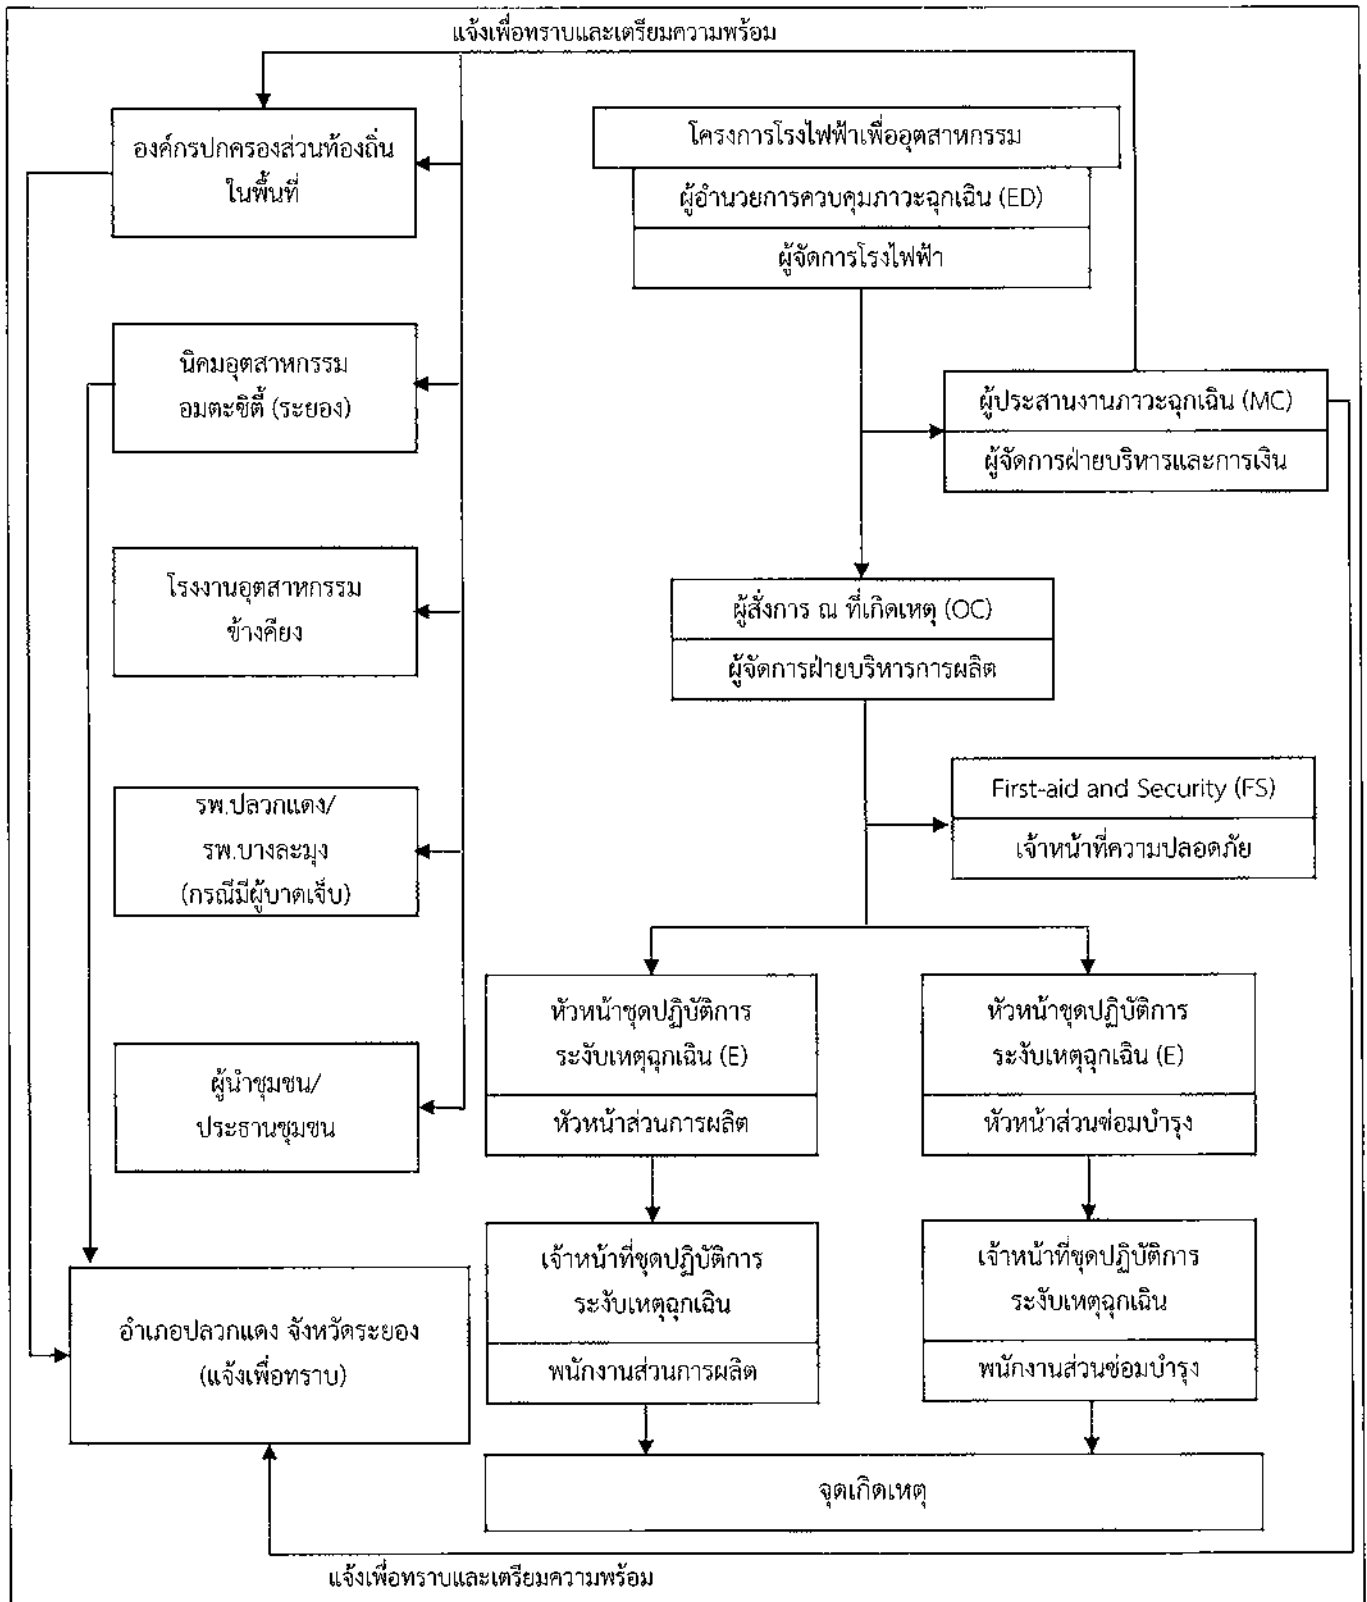 แจ้งเพื่อทราบและเตรียมความพร้อม
องค์กรปกครองส่วนท้องถิ่น
ในพื้นที่
โครงการโรงไฟฟ้าเพื่ออุตสาหกรรม
ผู้อำนวยการควบคุมภาวะฉุกเฉิน (ED)
ผู้จัดการโรงไฟฟ้า
นิคมอุตสาหกรรม
อมตะซิตี้ (ระยอง)
ผู้ประสานงานภาวะฉุกเฉิน (MC)
ผู้จัดการฝ่ายบริหารและการเงิน
โรงงานอุตสาหกรรม
ข้างคียง
ผู้สั่งการ ณ ที่เกิดเหตุ (OC)
ผู้จัดการฝ่ายบริหารการผลิต
รพ.ปลวกแดง/
รพ.บางละมุง
(กรณีมีผู้บาดเจ็บ)
First-aid and Security (FS)
เจ้าหน้าที่ความปลอดภัย
หัวหน้าชุดปฏิบัติการ
ระงับเหตุฉุกเฉิน (E)
หัวหน้าส่วนการผลิต
หัวหน้าชุดปฏิบัติการ
ระงับเหตุฉุกเฉิน (E)
หัวหน้าส่วนซ่อมบำรุง
ผู้นำชุมชน/
ประธานชุมชน
เจ้าหน้าที่ชุดปฏิบัติการ
ระงับเหตุฉุกเฉิน
พนักงานส่วนการผลิต
เจ้าหน้าที่ชุดปฏิบัติการ
ระงับเหตุฉุกเฉิน
พนักงานส่วนซ่อมบำรุง
อำเภอปลวกแดง จังหวัดระยอง
(แจ้งเพื่อทราบ)
จุดเกิดเหตุ
แจ้งเพื่อทราบและเตรียมความพร้อม